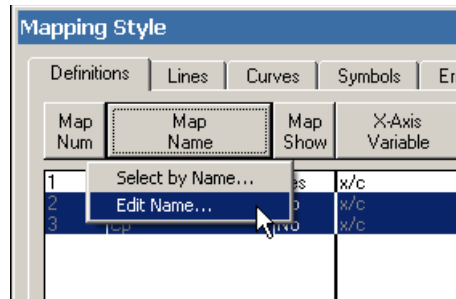 Mapping Style
Definitions Lines Curves Symbols
Map Num Map Name Map Show X-Axis Variable
Select by Name...
Edit Name...
1 x/c
2 x/c
3 No x/c